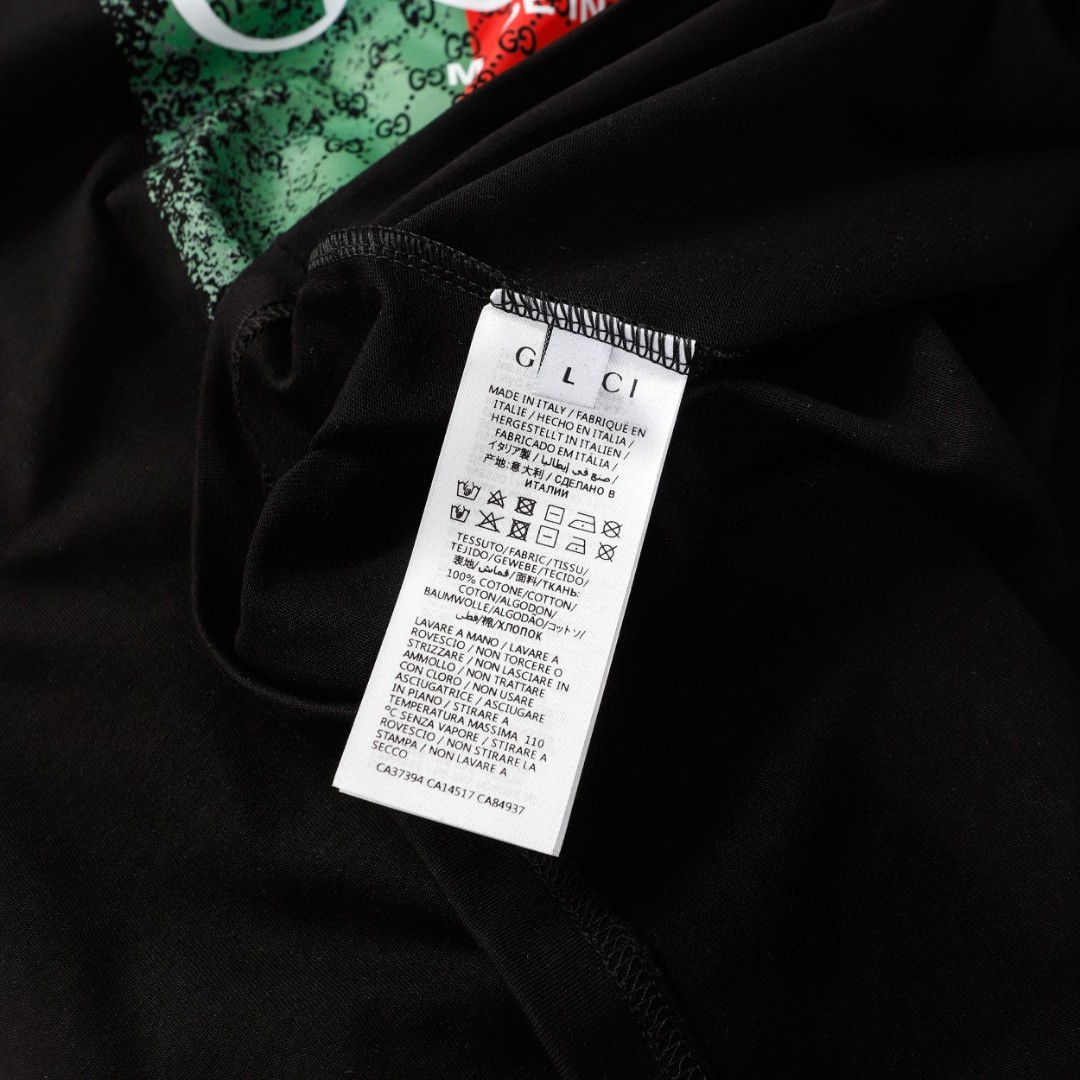 G
IN
M
G L CI
MADE IN ITALY / FABRIQUÉ EN
ITALIE / HECHO EN ITALIA /
HERGESTELLT IN ITALIEN /
FABRICADO EM ITÁLIA /
イタリア製 / صنع في إيطاليا /
产地:意大利 / СДЕЛАНО В
ИТАЛИИ
TESSUTO/FABRIC/TISSU/
TEJIDO/GEWEBE/TECIDO/
表地/قماش/面料/ТКАНЬ:
100% COTONE/COTTON/
COTON/ALGODON/
BAUMWOLLE/ALGODÃO/コットン/
قطن/棉/ХЛОПОК
LAVARE A MANO / LAVARE A
ROVESCIO / NON TORCERE O
STRIZZARE / NON LASCIARE IN
AMMOLLO / NON TRATTARE
CON CLORO / NON USARE
ASCIUGATRICE / ASCIUGARE
IN PIANO / STIRARE A
TEMPERATURA MASSIMA 110
°C SENZA VAPORE / STIRARE A
ROVESCIO / NON STIRARE LA
STAMPA / NON LAVARE A
SECCO
CA37394 CA14517 CA84937